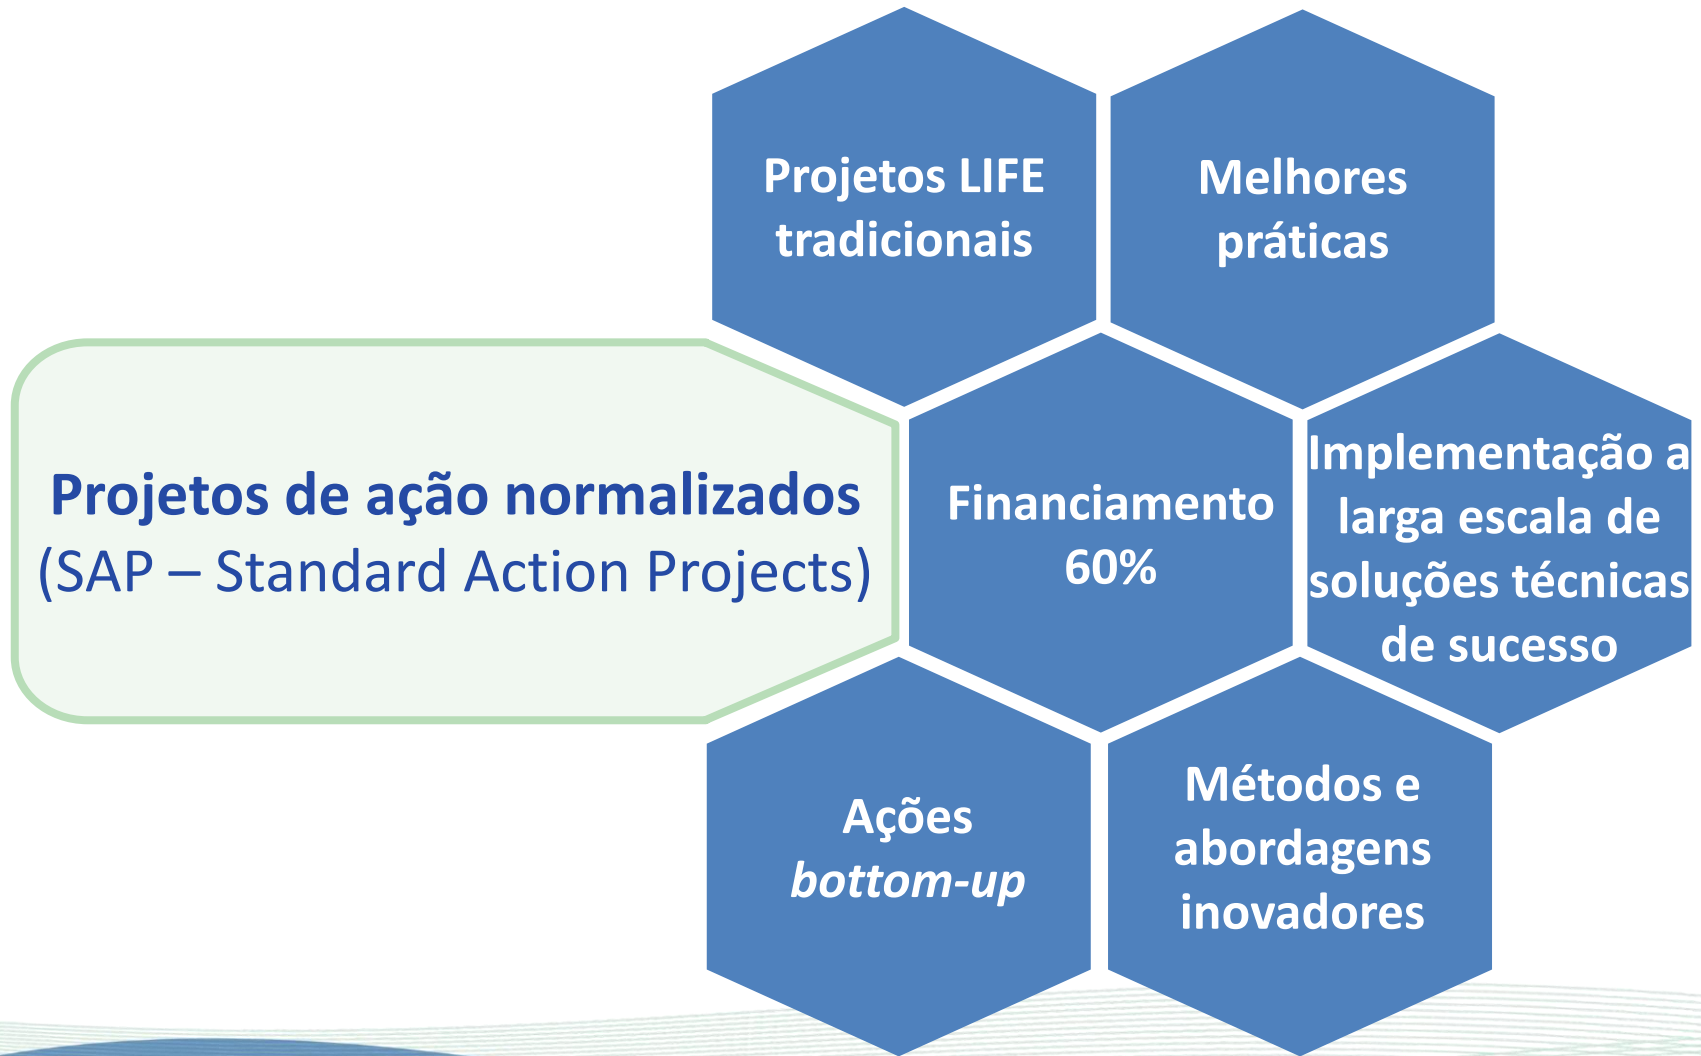 Projetos LIFE
tradicionais
Melhores
práticas
Projetos de ação normalizados
(SAP – Standard Action Projects)
Financiamento
60%
Implementação a
larga escala de
soluções técnicas
de sucesso
Ações
bottom-up
Métodos e
abordagens
inovadores